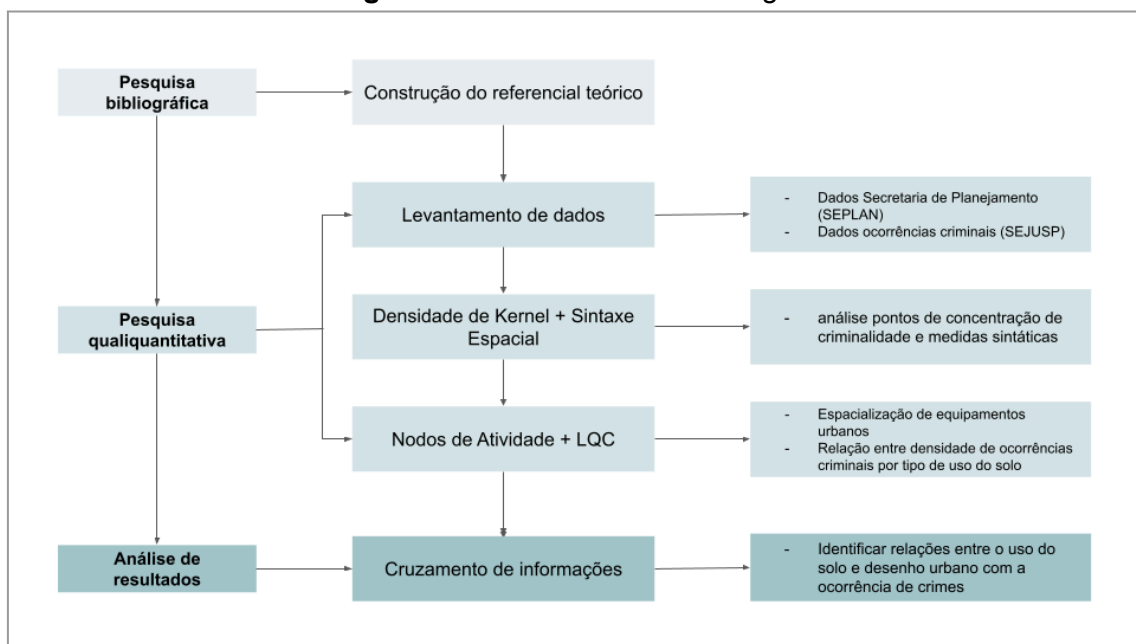 Pesquisa
bibliográfica
Construção do referencial teórico
Levantamento de dados
- Dados Secretaria de Planejamento
(SEPLAN)
- Dados ocorrências criminais (SEJUSP)
Pesquisa
qualiquantitativa
Densidade de Kernel + Sintaxe
Espacial
- análise pontos de concentração de
criminalidade e medidas sintáticas
Nodos de Atividade + LQC
- Espacialização de equipamentos
urbanos
- Relação entre densidade de ocorrências
criminais por tipo de uso do solo
Análise de
resultados
Cruzamento de informações
- Identificar relações entre o uso do
solo e desenho urbano com a
ocorrência de crimes